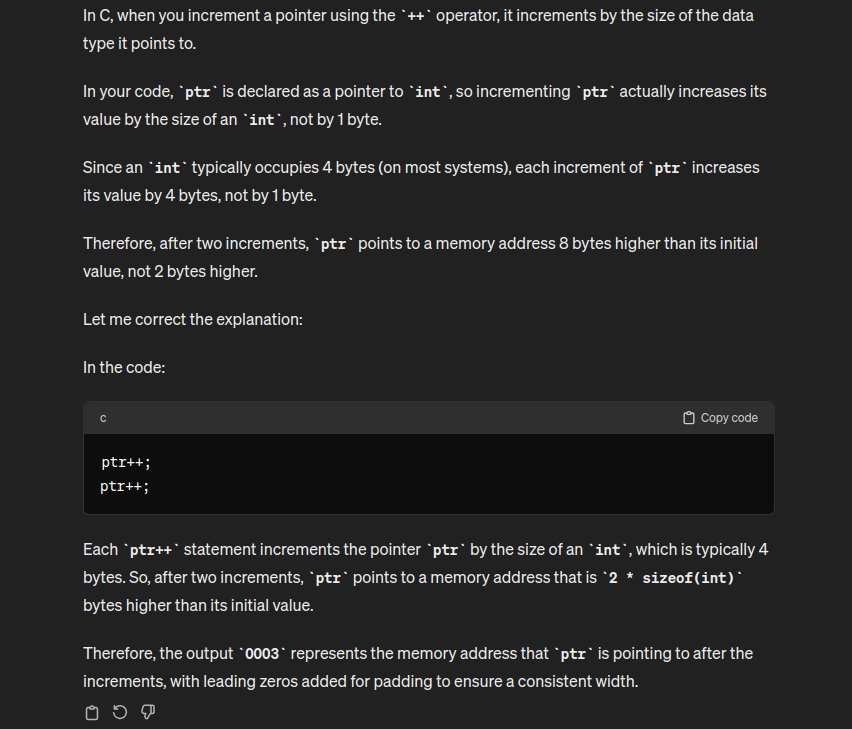 In C, when you increment a pointer using the `++` operator, it increments by the size of the data
type it points to.
In your code, `ptr` is declared as a pointer to `int`, so incrementing `ptr` actually increases its
value by the size of an `int`, not by 1 byte.
Since an `int` typically occupies 4 bytes (on most systems), each increment of `ptr` increases
its value by 4 bytes, not by 1 byte.
Therefore, after two increments, `ptr` points to a memory address 8 bytes higher than its initial
value, not 2 bytes higher.
Let me correct the explanation:
In the code:
c
Copy code
ptr++;
ptr++;
Each `ptr++` statement increments the pointer `ptr` by the size of an `int`, which is typically 4
bytes. So, after two increments, `ptr` points to a memory address that is `2 * sizeof(int)`
bytes higher than its initial value.
Therefore, the output `0003` represents the memory address that `ptr` is pointing to after the
increments, with leading zeros added for padding to ensure a consistent width.